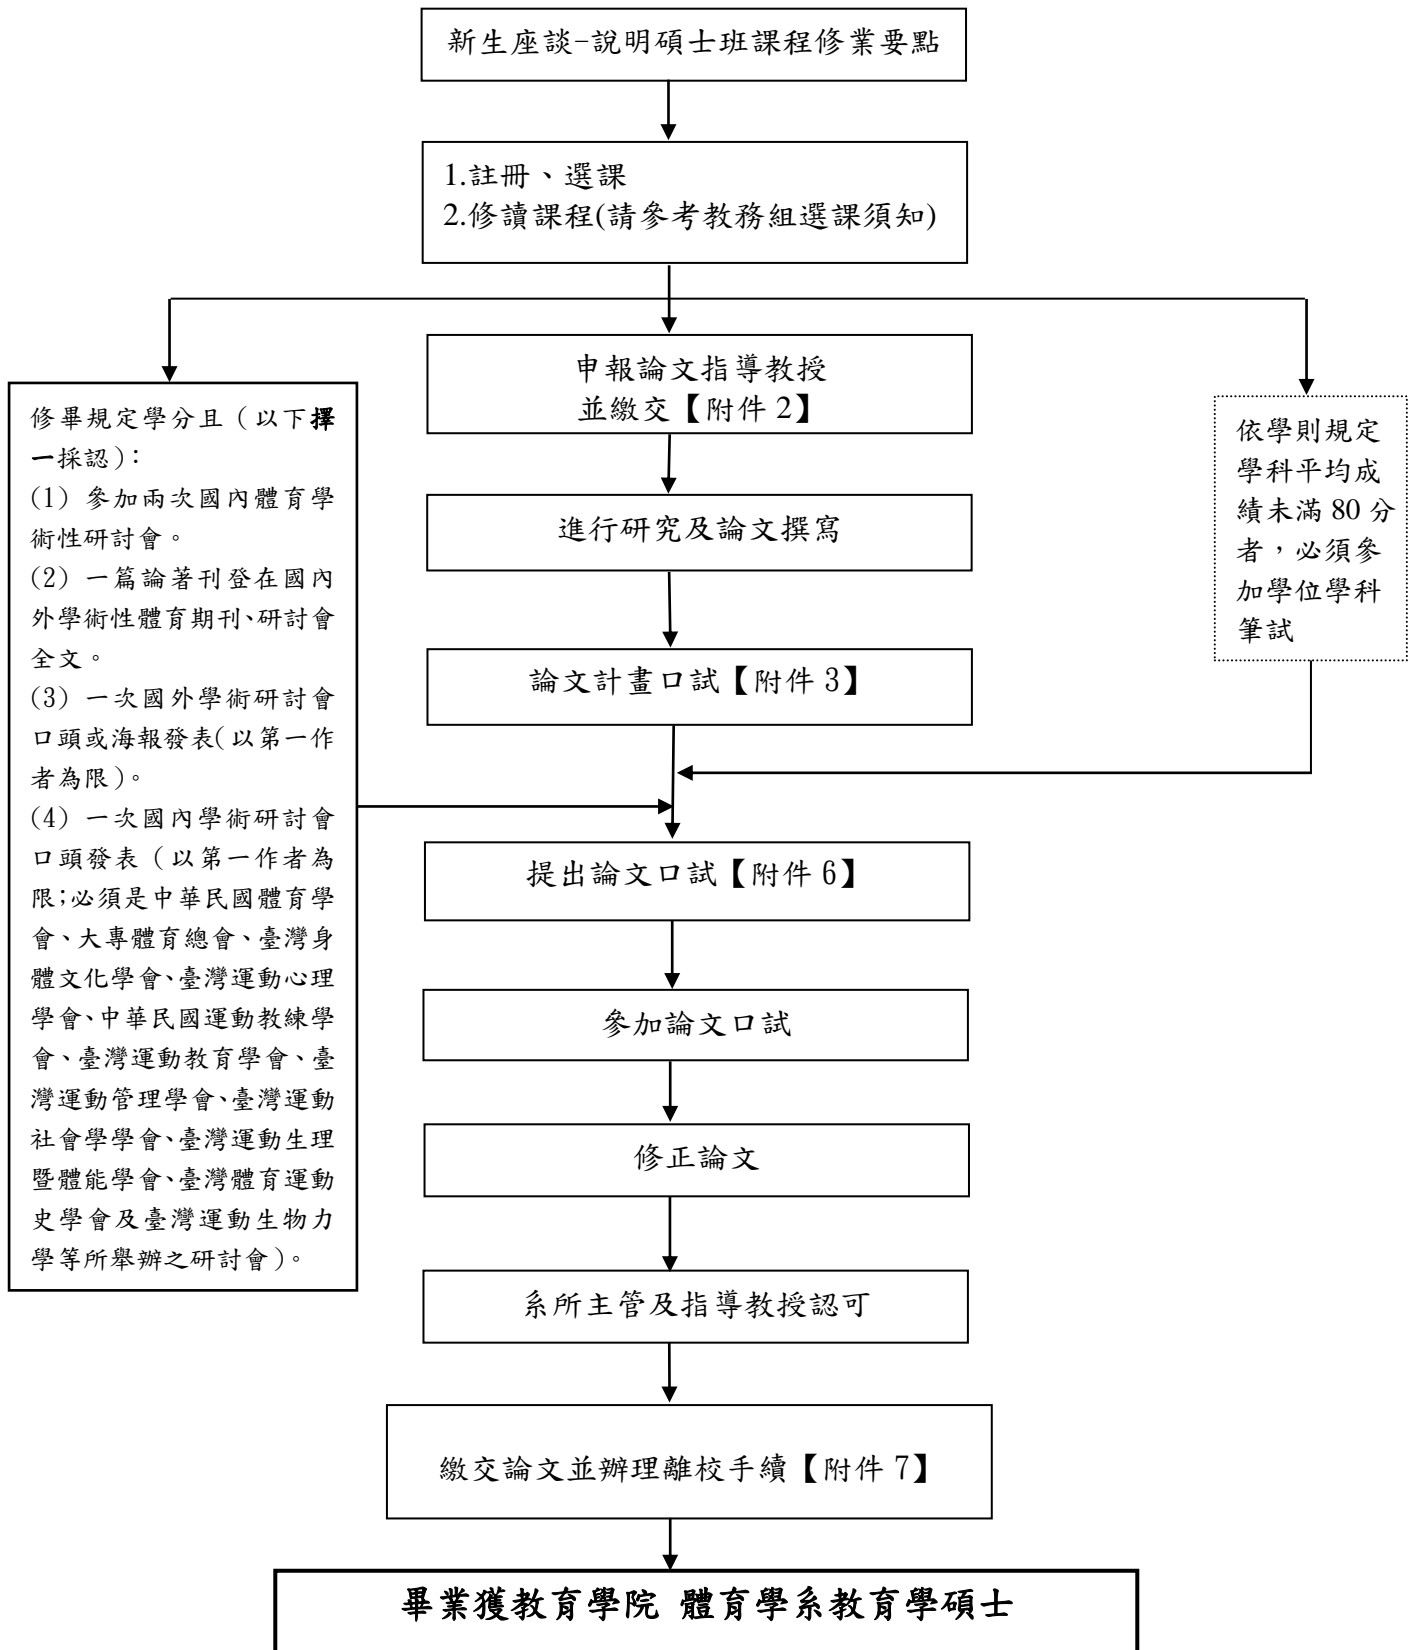 新生座談-說明碩士班課程修業要點
1.註冊、選課
2.修讀課程(請參考教務組選課須知)
申報論文指導教授
並繳交【附件 2】
修畢規定學分且（以下擇
一採認）：
(1) 參加兩次國內體育學
術性研討會。
(2) 一篇論著刊登在國內
外學術性體育期刊、研討會
全文。
(3) 一次國外學術研討會
口頭或海報發表（以第一作
者為限）。
(4) 一次國內學術研討會
口頭發表（以第一作者為
限；必須是中華民國體育學
會、大專體育總會、臺灣身
體文化學會、臺灣運動心理
學會、中華民國運動教練學
會、臺灣運動教育學會、臺
灣運動管理學會、臺灣運動
社會學學會、臺灣運動生理
暨體能學會、臺灣體育運動
史學會及臺灣運動生物力
學等所舉辦之研討會）。
依學則規定
學科平均成
績未滿 80 分
者，必須參
加學位學科
筆試
進行研究及論文撰寫
論文計畫口試【附件 3】
提出論文口試【附件 6】
參加論文口試
修正論文
系所主管及指導教授認可
繳交論文並辦理離校手續【附件 7】
畢業獲教育學院 體育學系教育學碩士